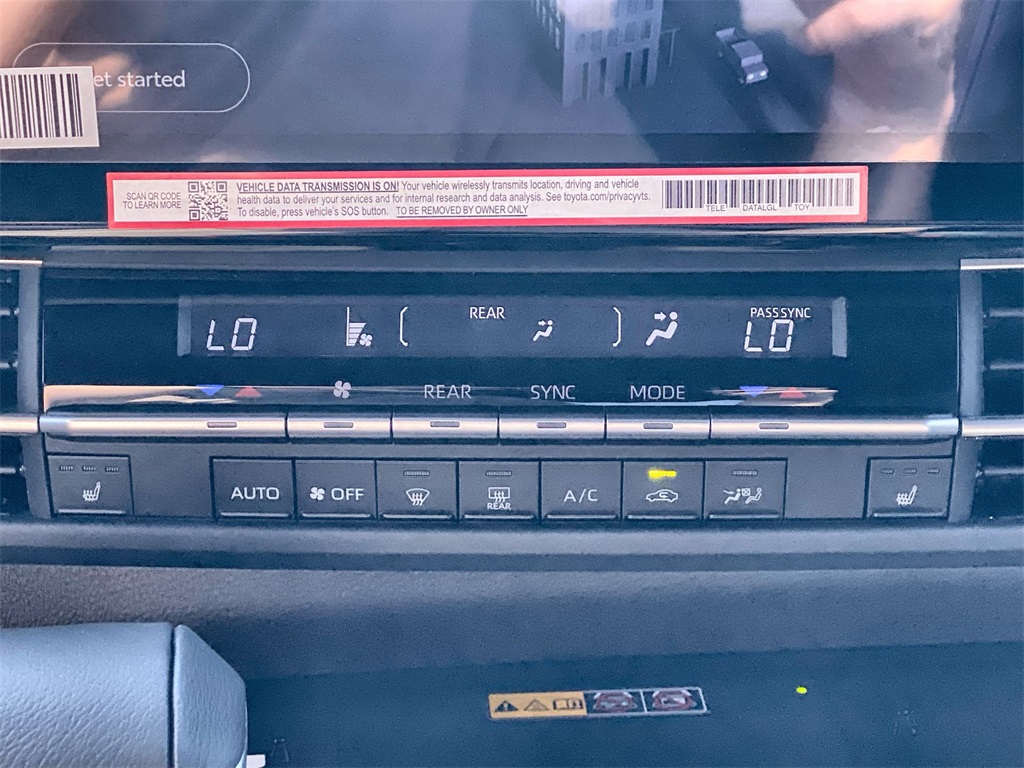 et started
SCAN QR CODE
TO LEARN MORE
VEHICLE DATA TRANSMISSION IS ON! Your vehicle wirelessly transmits location, driving and vehicle
health data to deliver your services and for internal research and data analysis. See toyota.com/privacyvts.
To disable, press vehicle's SOS button. TO BE REMOVED BY OWNER ONLY
TELE DATALGL TOY
REAR
PASS SYNC
LO
LO
REAR SYNC MODE
AUTO OFF REAR A/C